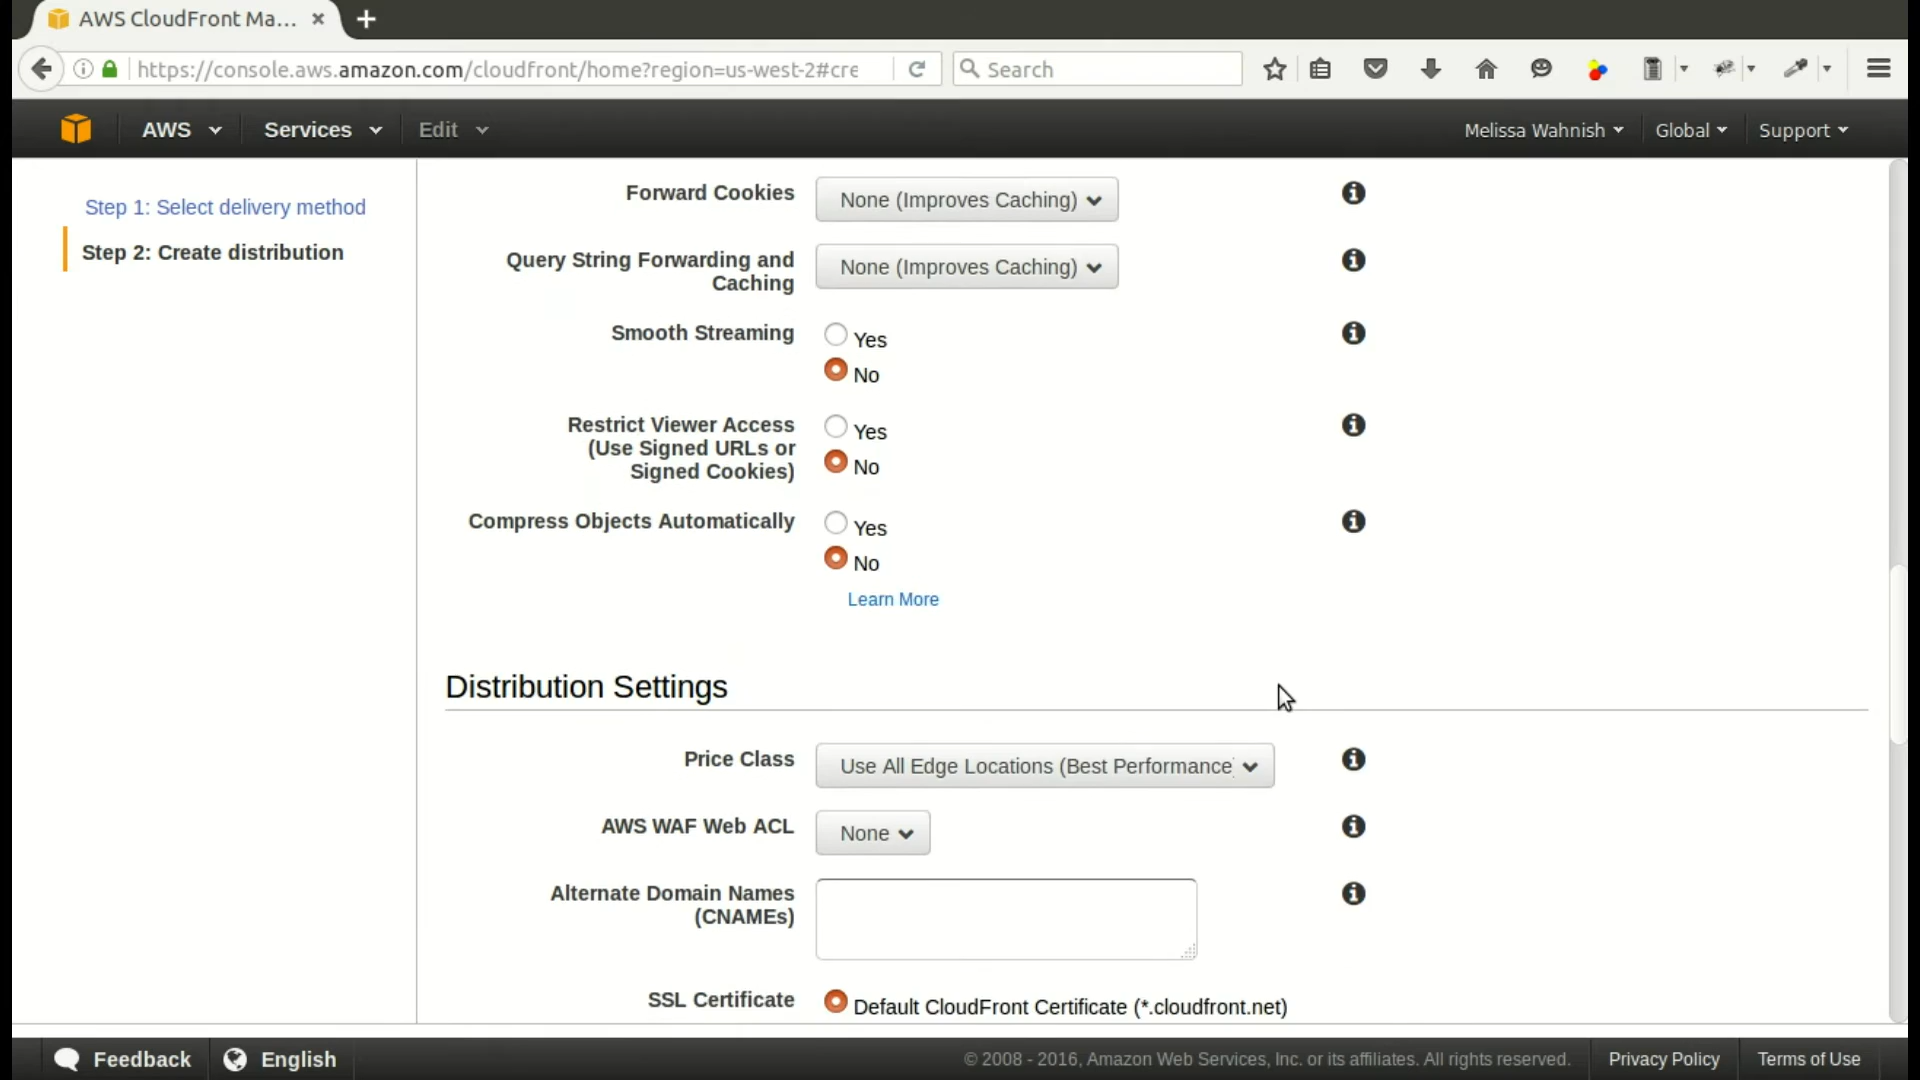 AWS CloudFront Ma...
https://console.aws.amazon.com/cloudfront/home?region=us-west-2#cre
Search
AWS
Services
Edit
Melissa Wahnish
Global
Support
Step 1: Select delivery method
Step 2: Create distribution
Forward Cookies
None (Improves Caching)
Query String Forwarding and
Caching
None (Improves Caching)
Smooth Streaming
Yes
No
Restrict Viewer Access
(Use Signed URLs or
Signed Cookies)
Yes
No
Compress Objects Automatically
Yes
No
Learn More
Distribution Settings
Price Class
Use All Edge Locations (Best Performance
AWS WAF Web ACL
None
Alternate Domain Names
(CNAMEs)
SSL Certificate
Default CloudFront Certificate (*.cloudfront.net)
Feedback
English
© 2008 - 2016, Amazon Web Services, Inc. or its affiliates. All rights reserved.
Privacy Policy
Terms of Use